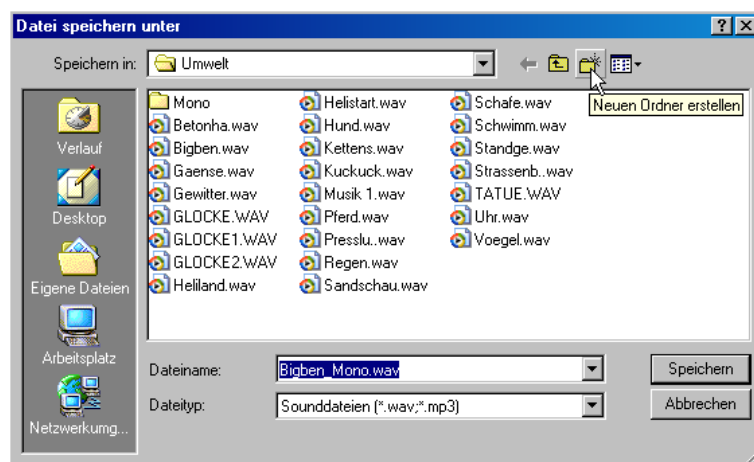 Datei speichern unter
Speichern in:
Umwelt
Neuen Ordner erstellen
Verlauf
Desktop
Eigene Dateien
Arbeitsplatz
Netzwerkumg...
Mono
Betonha.wav
Bigben.wav
Gaense.wav
Gewitter.wav
GLOCKE.WAV
GLOCKE1.WAV
GLOCKE2.WAV
Heliland.wav
Helistart.wav
Hund.wav
Kettens.wav
Kuckuck.wav
Musik 1.wav
Pferd.wav
Presslu..wav
Regen.wav
Sandschau.wav
Schafe.wav
Schwimm.wav
Standge.wav
Strassenb..wav
TATUE.WAV
Uhr.wav
Voegel.wav
Dateiname:
Bigben_Mono.wav
Speichern
Dateityp:
Sounddateien (*.wav;*.mp3)
Abbrechen